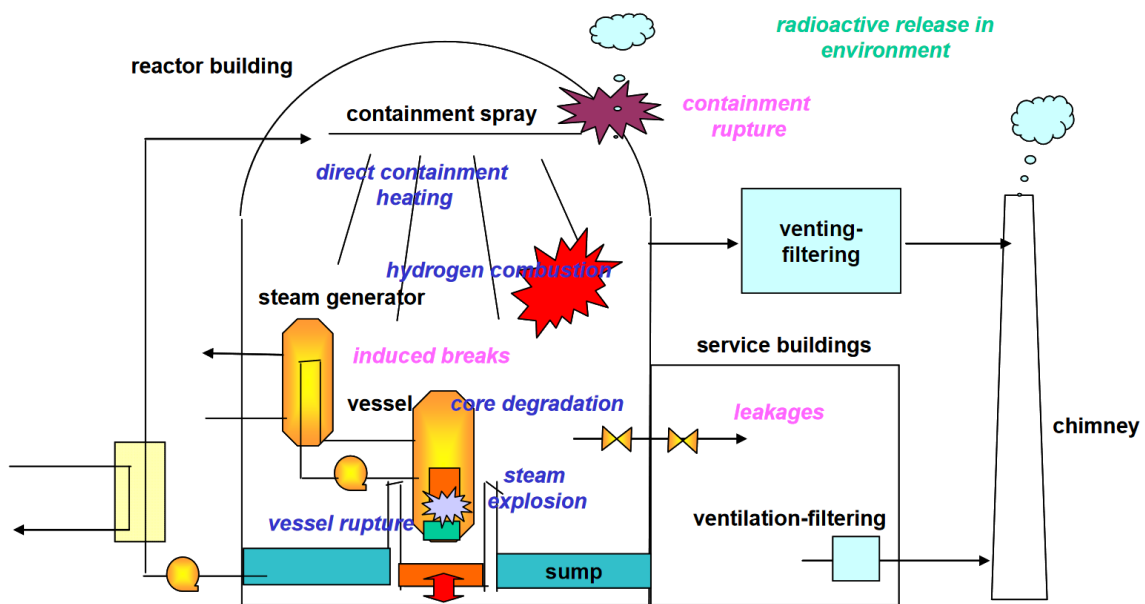 radioactive release in
environment
reactor building
containment spray
containment
rupture
direct containment
heating
venting-
filtering
hydrogen combustion
steam generator
induced breaks
service buildings
vessel
core degradation
leakages
chimney
steam
explosion
vessel rupture
ventilation-filtering
sump